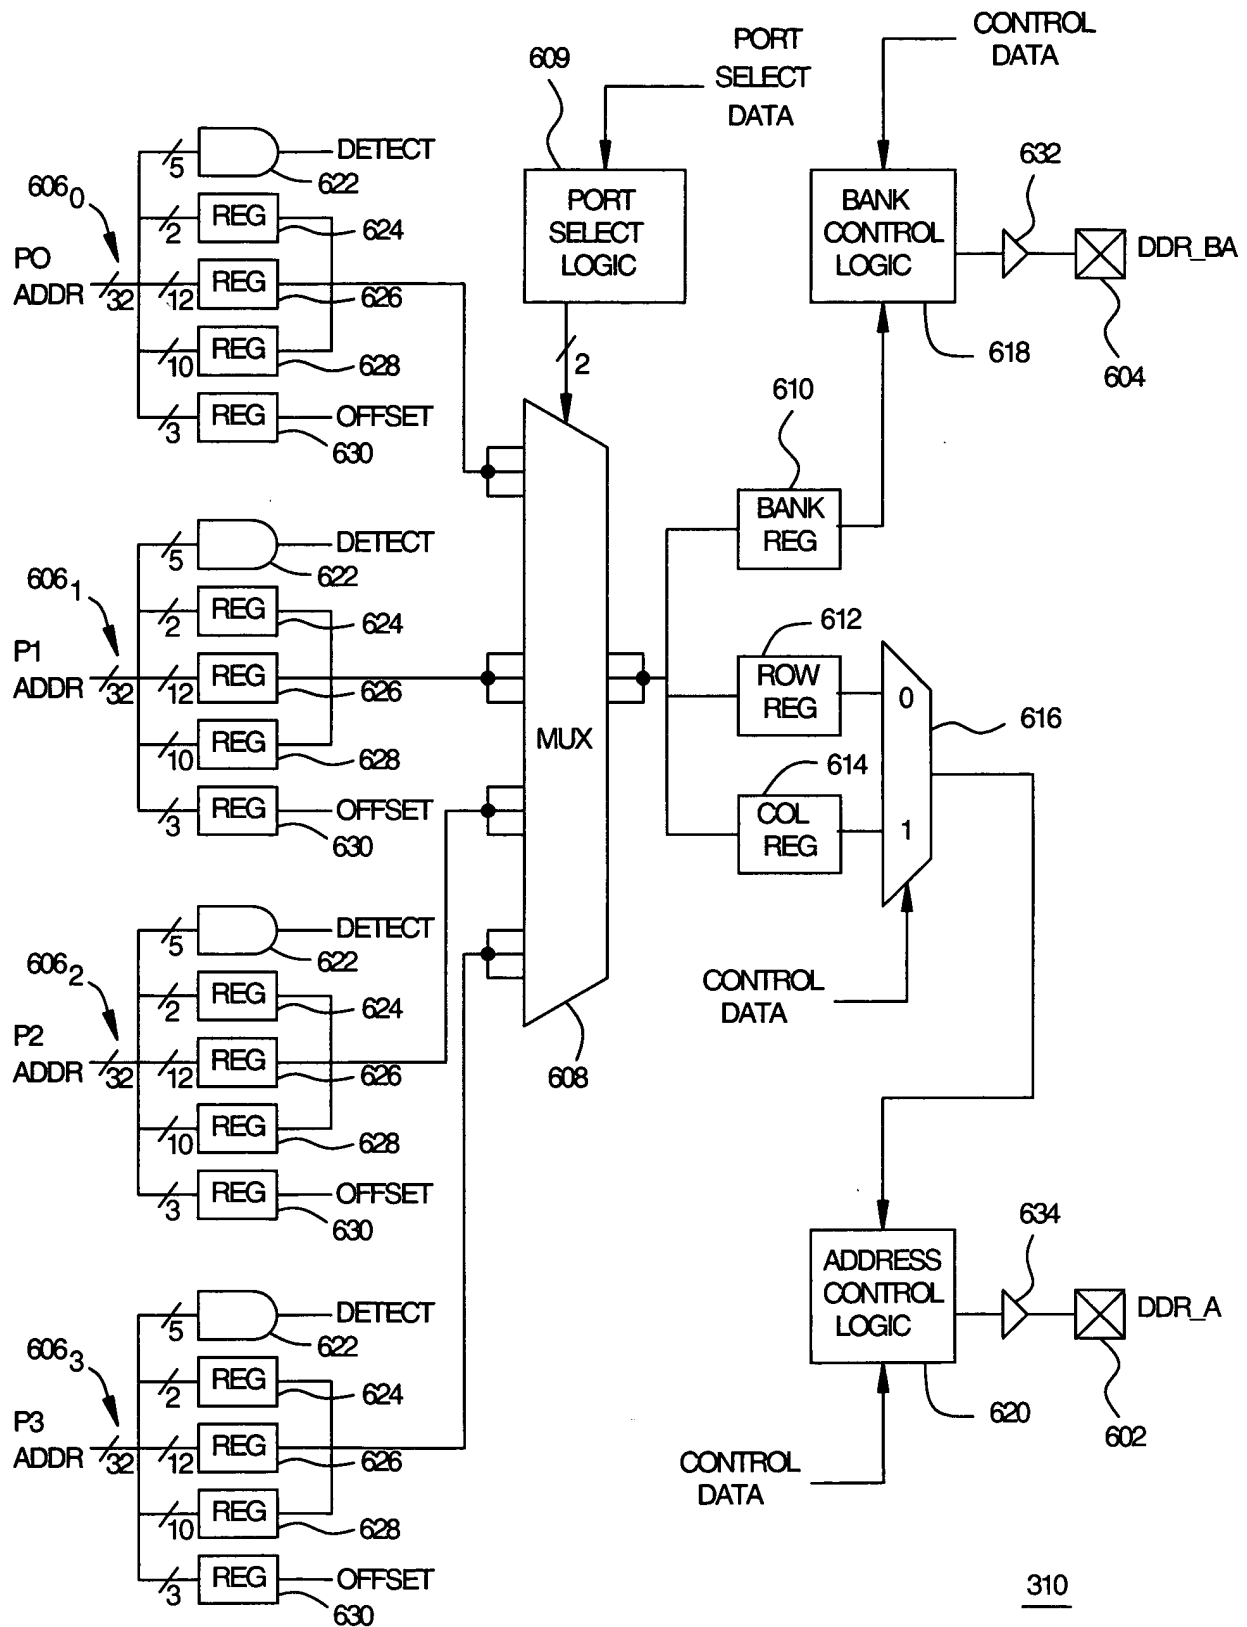 PORT
SELECT
DATA
609
CONTROL
DATA
PORT
SELECT
LOGIC
2
BANK
CONTROL
LOGIC
632
DDR_BA
618
604
606 0
PO
ADDR
32
5
DETECT
622
2
REG
624
12
REG
626
10
REG
628
3
REG
OFFSET
630
606 1
P1
ADDR
32
5
DETECT
622
2
REG
624
12
REG
626
10
REG
628
3
REG
OFFSET
630
606 2
P2
ADDR
32
5
DETECT
622
2
REG
624
12
REG
626
10
REG
628
3
REG
OFFSET
630
606 3
P3
ADDR
32
5
DETECT
622
2
REG
624
12
REG
626
10
REG
628
3
REG
OFFSET
630
MUX
608
610
BANK
REG
612
ROW
REG
614
COL
REG
0
1
616
CONTROL
DATA
ADDRESS
CONTROL
LOGIC
634
DDR_A
620
602
CONTROL
DATA
310